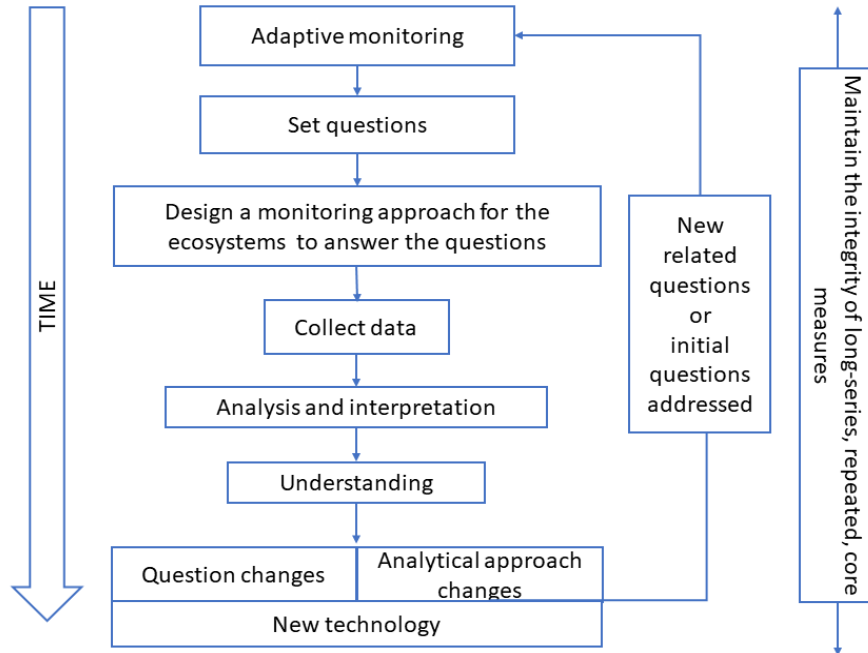 Adaptive monitoring
Set questions
Design a monitoring approach for the
ecosystems to answer the questions
Collect data
Analysis and interpretation
Understanding
Question changes
Analytical approach
changes
New technology
TIME
New
related
questions
or
initial
questions
addressed
Maintain the integrity of long-series, repeated, core
measures